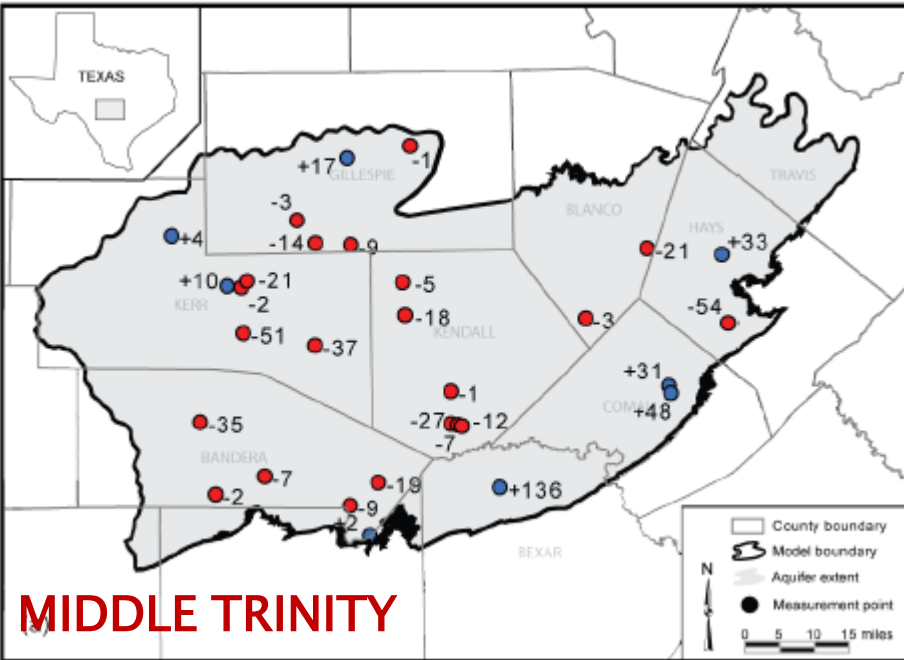 TEXAS
+17
-1
GILLESPIE
TRAVIS
-3
BLANCO
+4
-14
-9
HAYS
-21
+33
+10
-21
-5
KERR
-2
-54
-18
-3
-51
KENDALL
-37
+31
-1
COMAL
+48
-35
-27
-12
-7
BANDERA
-7
-19
-2
+136
-9
+2
BEXAR
County boundary
Model boundary
Aquifer extent
Measurement point
N
0 5 10 15 miles
(a)
MIDDLE TRINITY